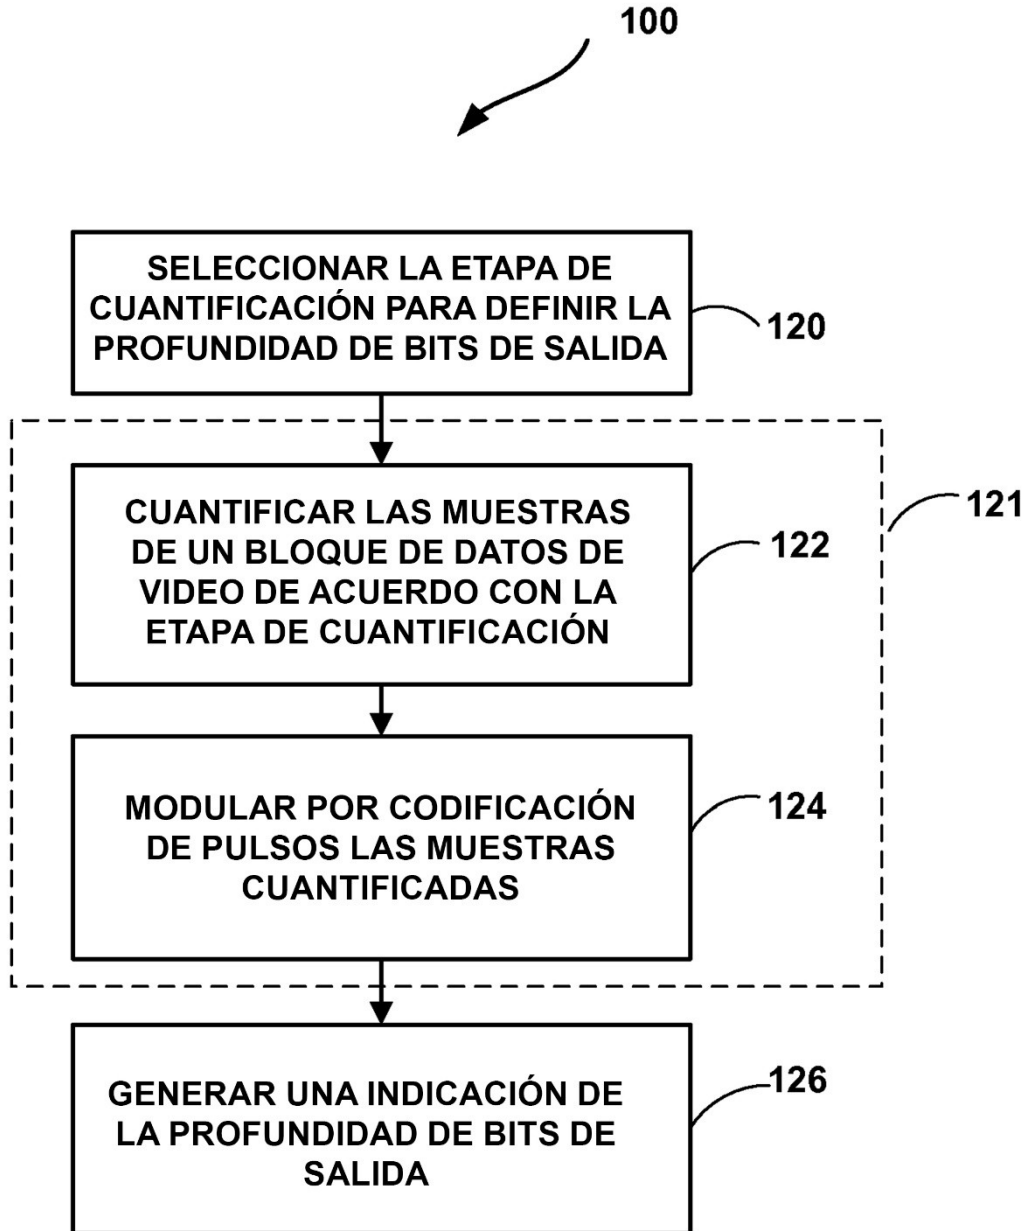 100
SELECCIONAR LA ETAPA DE
CUANTIFICACIÓN PARA DEFINIR LA
PROFUNDIDAD DE BITS DE SALIDA
120
121
CUANTIFICAR LAS MUESTRAS
DE UN BLOQUE DE DATOS DE
VIDEO DE ACUERDO CON LA
ETAPA DE CUANTIFICACIÓN
122
MODULAR POR CODIFICACIÓN
DE PULSOS LAS MUESTRAS
CUANTIFICADAS
124
GENERAR UNA INDICACIÓN DE
LA PROFUNDIDAD DE BITS DE
SALIDA
126